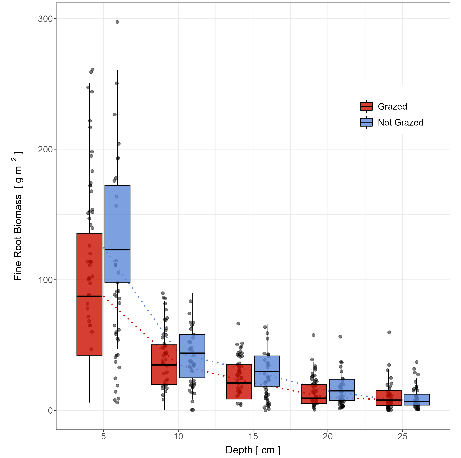 300
200
100
0
Fine Root Biomass [ g m⁻² ]
Grazed
Not Grazed
5 10 15 20 25
Depth [ cm ]